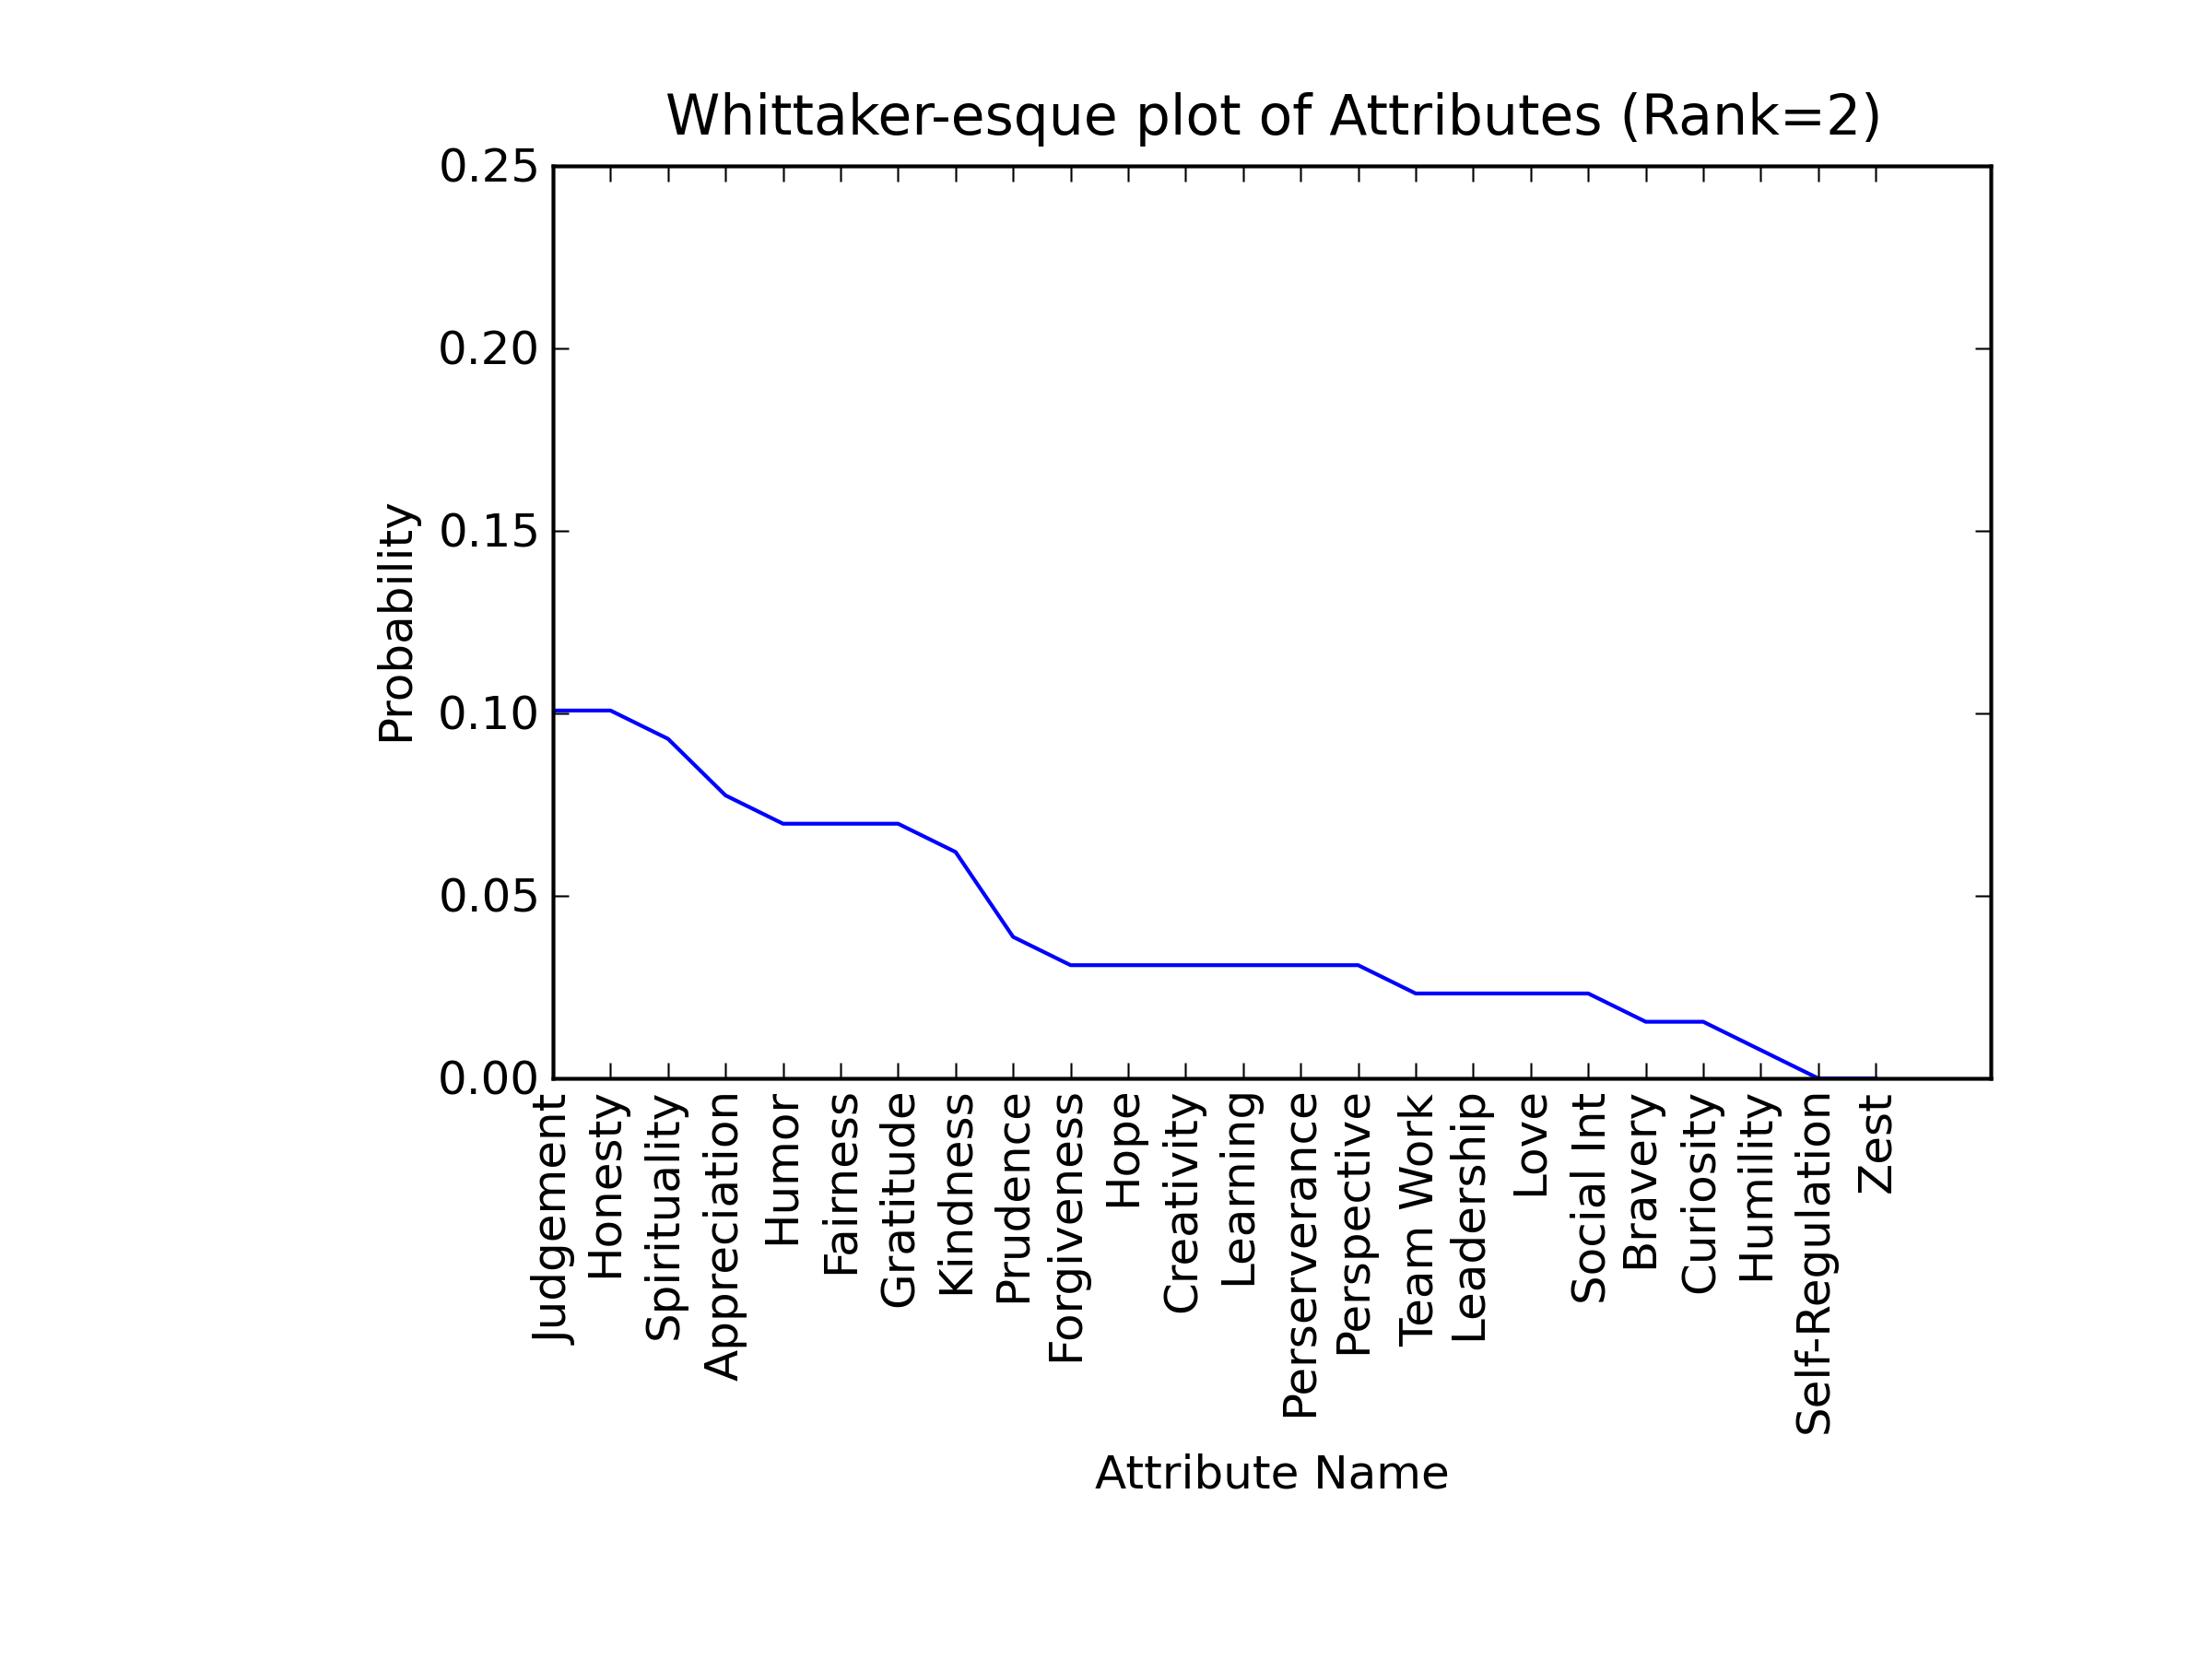 Whittaker-esque plot of Attributes (Rank=2)
0.25
0.20
0.15
0.10
0.05
0.00
Probability
Judgement
Honesty
Spirituality
Appreciation
Humor
Fairness
Gratitude
Kindness
Prudence
Forgiveness
Hope
Creativity
Learning
Perserverance
Perspective
Team Work
Leadership
Love
Social Int
Bravery
Curiosity
Humility
Self-Regulation
Zest
Attribute Name